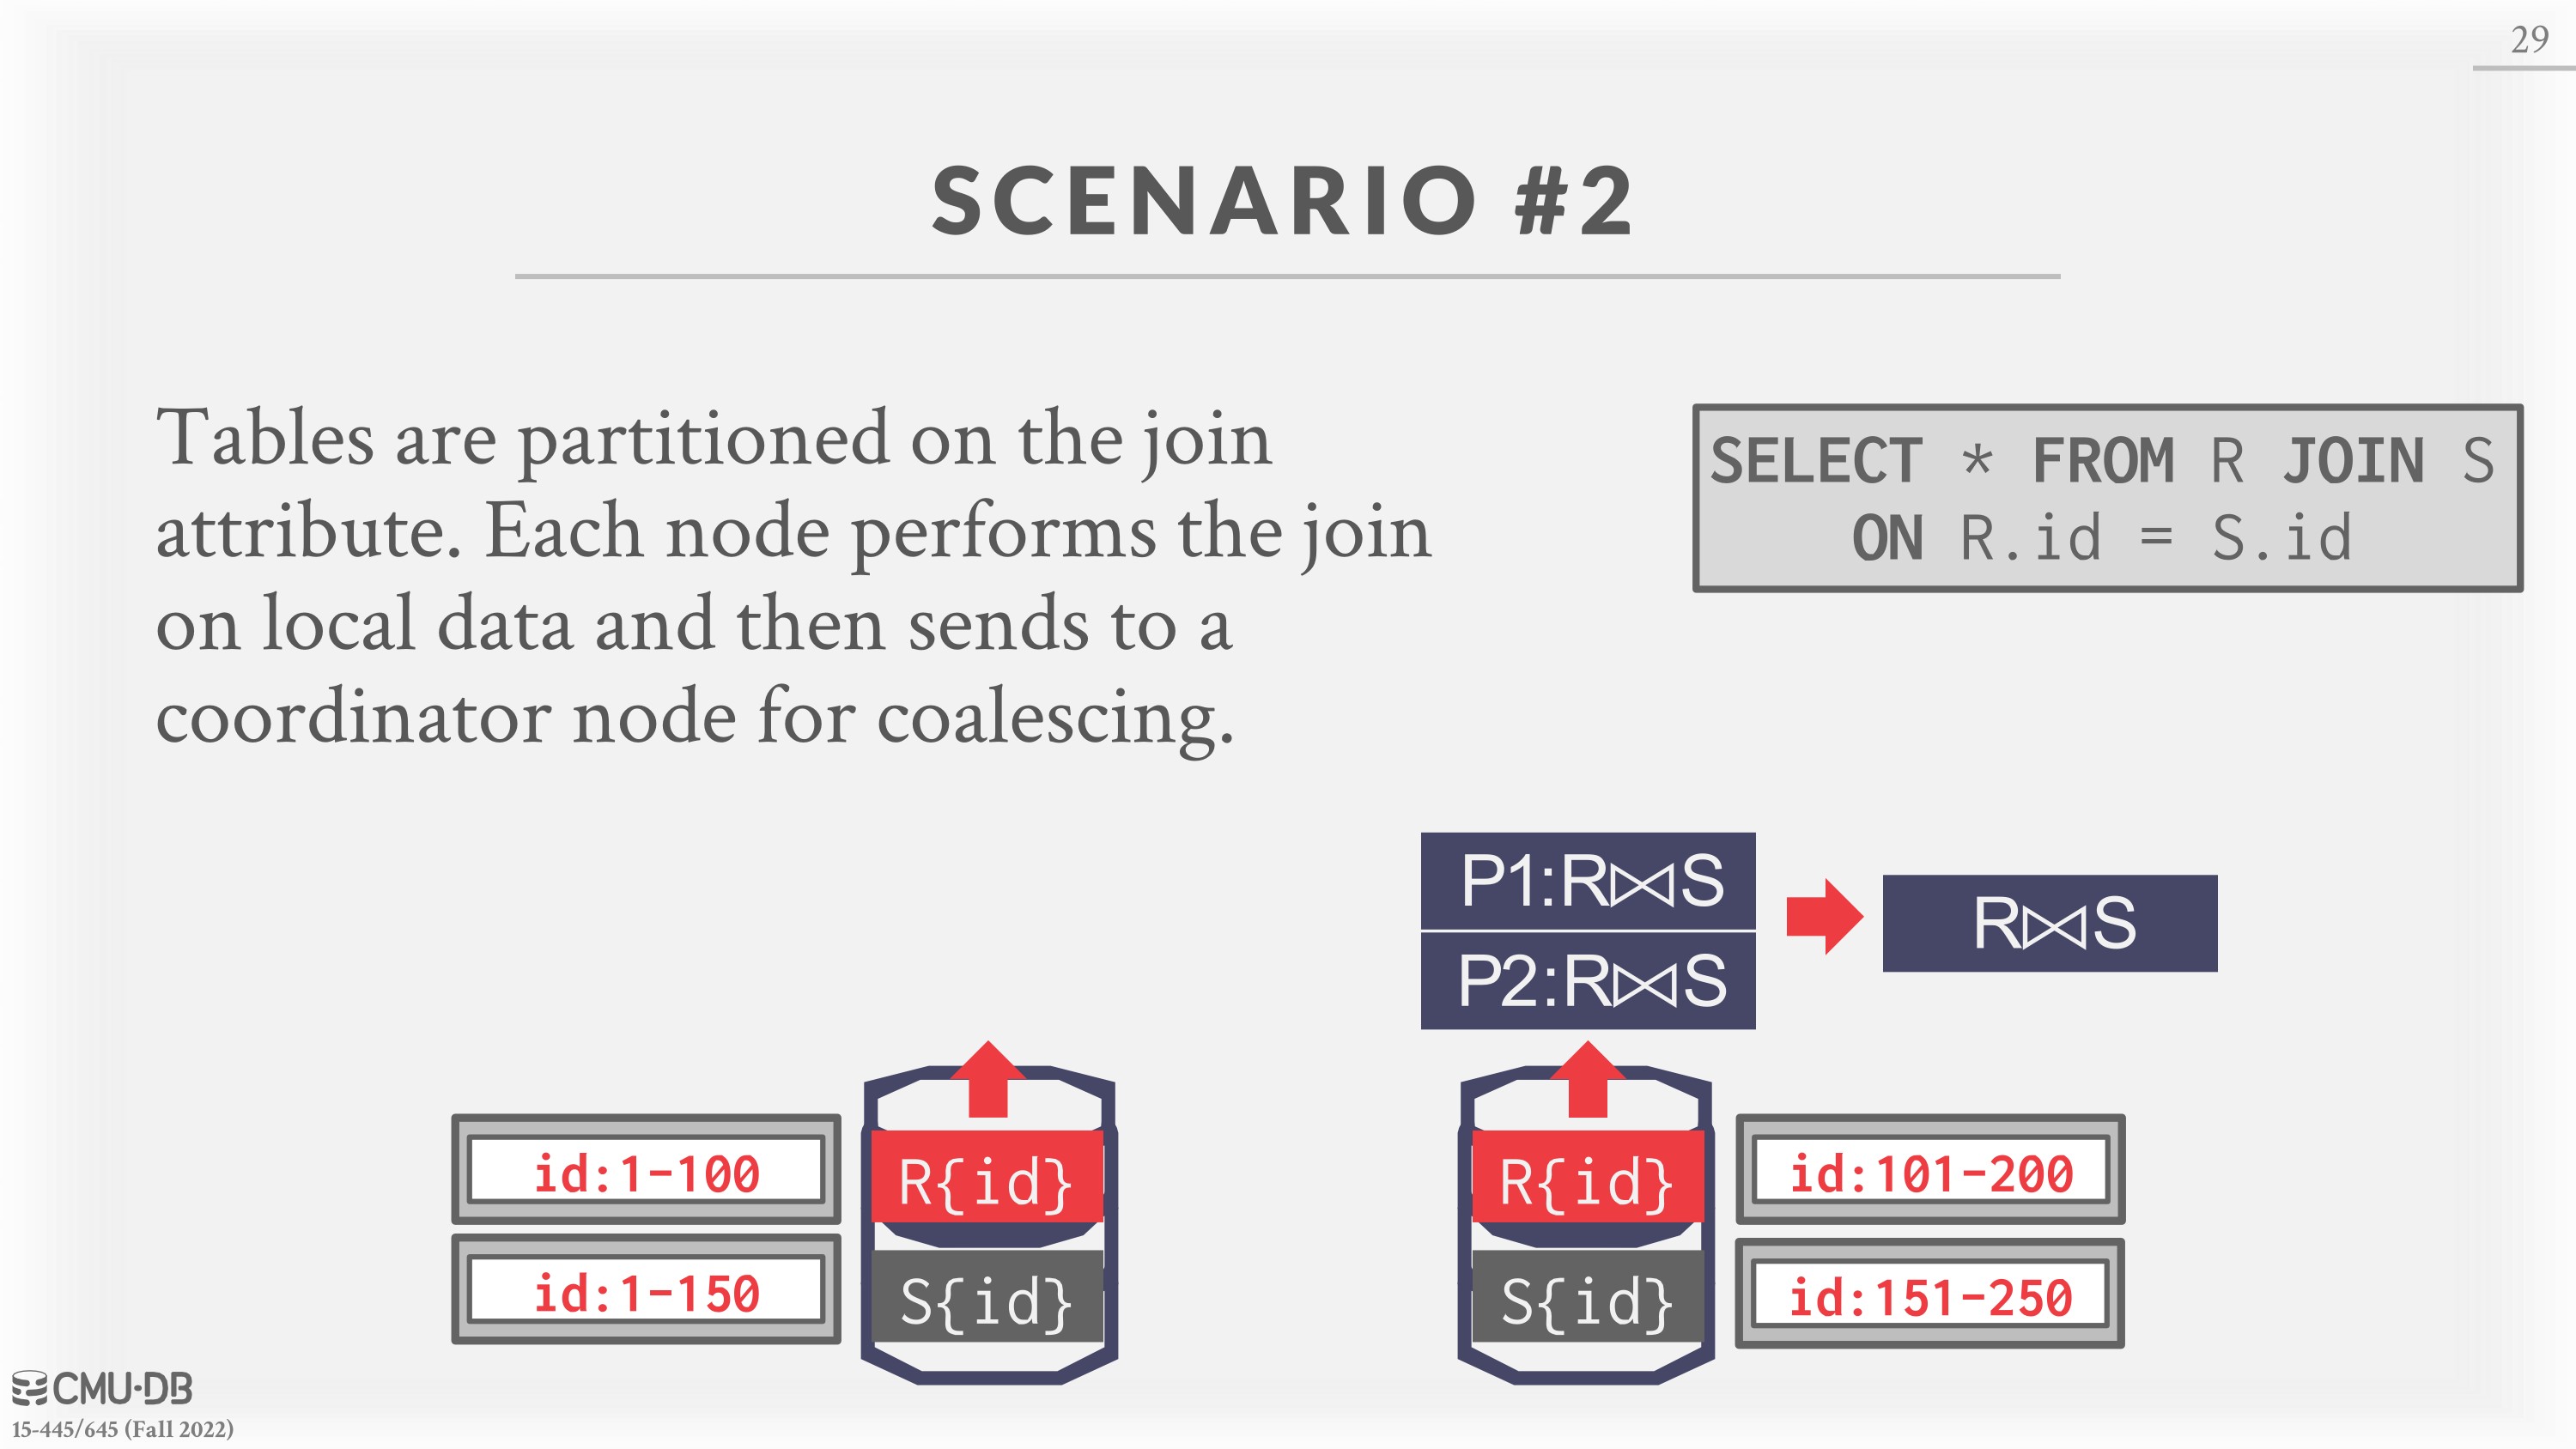 29
SCENARIO #2
Tables are partitioned on the join
attribute. Each node performs the join
on local data and then sends to a
coordinator node for coalescing.
SELECT * FROM R JOIN S
ON R.id = S.id
P1:R⋈S
P2:R⋈S
R⋈S
id:1-100
R{id}
id:1-150
S{id}
R{id}
id:101-200
S{id}
id:151-250
CMU·DB
15-445/645 (Fall 2022)